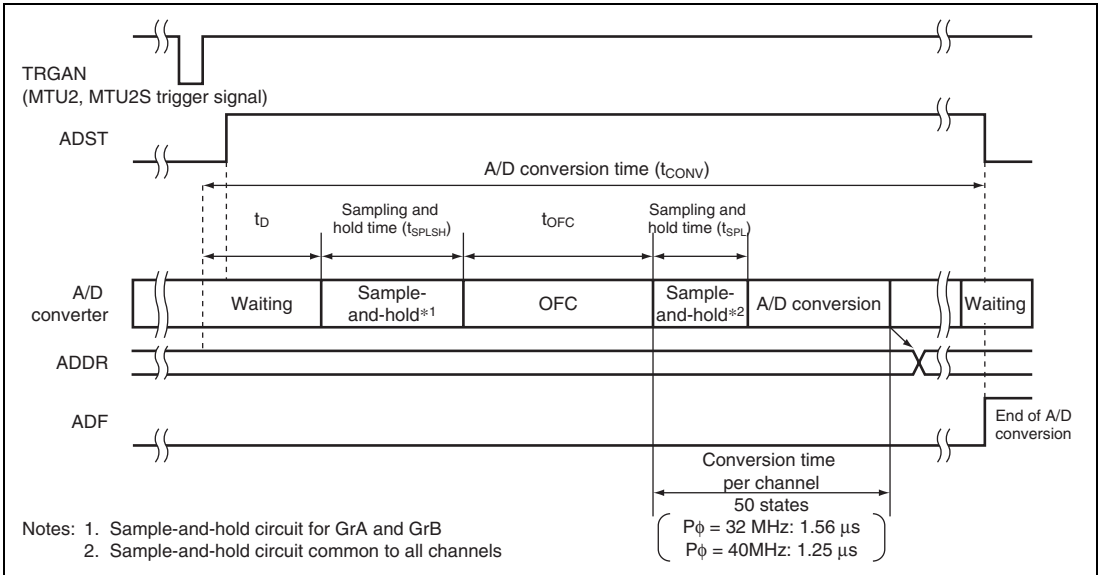 TRGAN
(MTU2, MTU2S trigger signal)
ADST
A/D conversion time (tCONV)
tD
Sampling and
hold time (tSPLSH)
tOFC
Sampling and
hold time (tSPL)
A/D
converter
Waiting
Sample-
and-hold*1
OFC
Sample-
and-hold*2
A/D conversion
Waiting
ADDR
ADF
End of A/D
conversion
Conversion time
per channel
50 states
Pφ = 32 MHz: 1.56 μs
Pφ = 40MHz: 1.25 μs
Notes: 1. Sample-and-hold circuit for GrA and GrB
2. Sample-and-hold circuit common to all channels